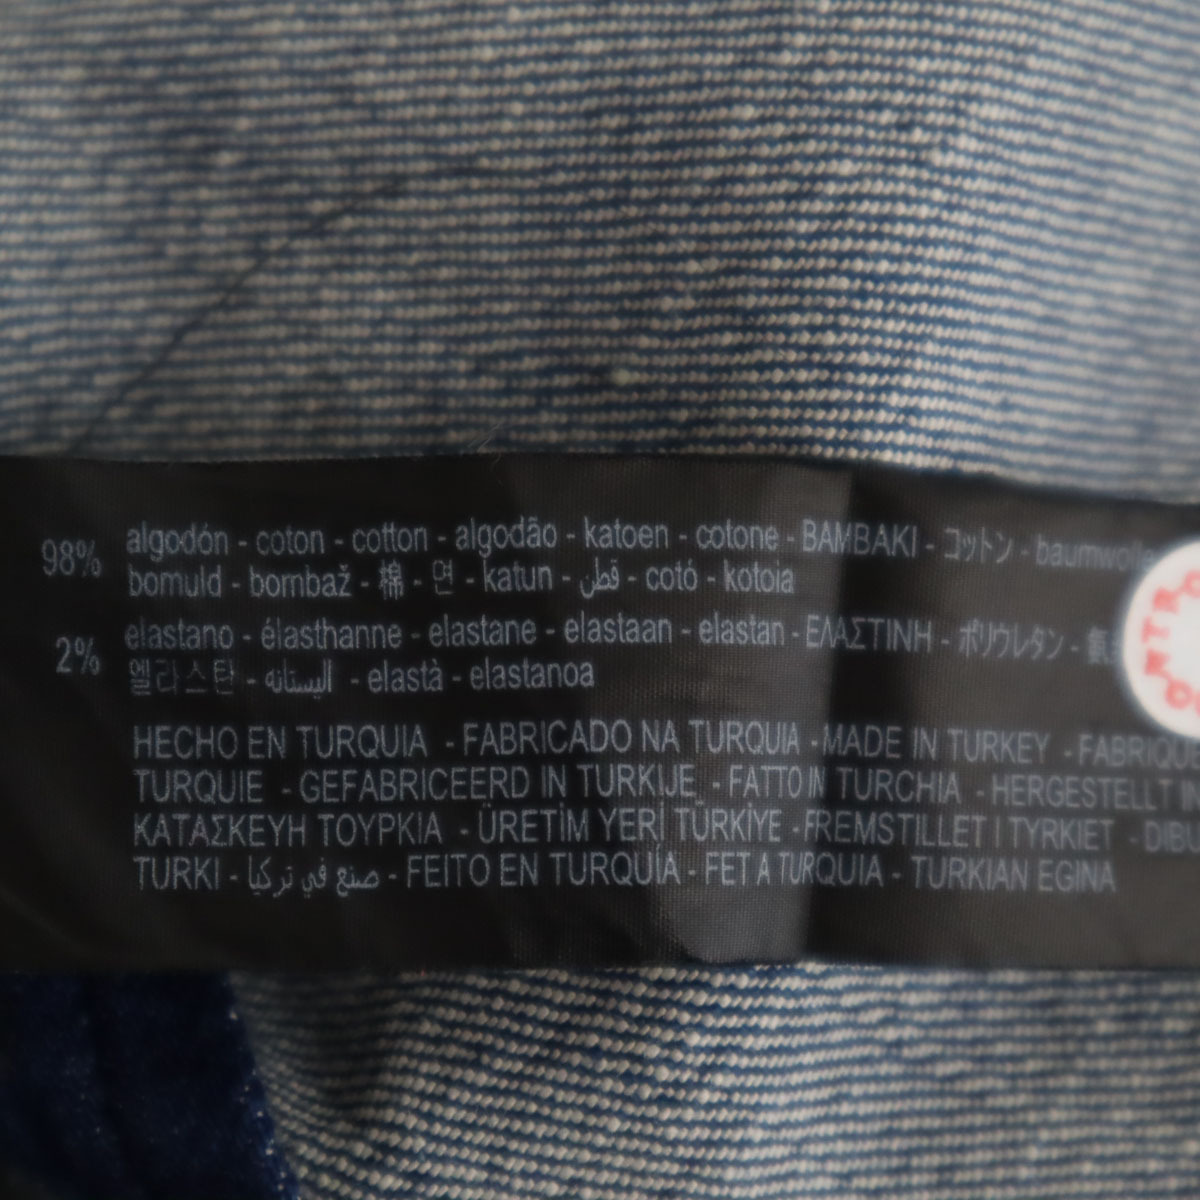 98% algodón - coton - cotton - algodão - katoen - cotone - BAMBAKI - コットン - baumwolle
bomuld - bombaž - 棉 - 면 - katun - قطن - cotó - kotoia
2% elastano - élasthanne - elastane - elastaan - elastan - ΕΛΑΣΤΙΝΗ - ポリウレタン -
엘라스탄 - اليستانه - elastà - elastanoa
HECHO EN TURQUIA - FABRICADO NA TURQUIA - MADE IN TURKEY - FABRIQUE
TURQUIE - GEFABRICEERD IN TURKIJE - FATTO IN TURCHIA - HERGESTELLT IN
ΚΑΤΑΣΚΕΥΗ ΤΟΥΡΚΙΑ - ÜRETİM YERİ TÜRKİYE - FREMSTILLET I TYRKIET - DIBU
TURKI - صنع في تركيا - FEITO EN TURQUÍA - FET A TURQUIA - TURKIAN EGINA